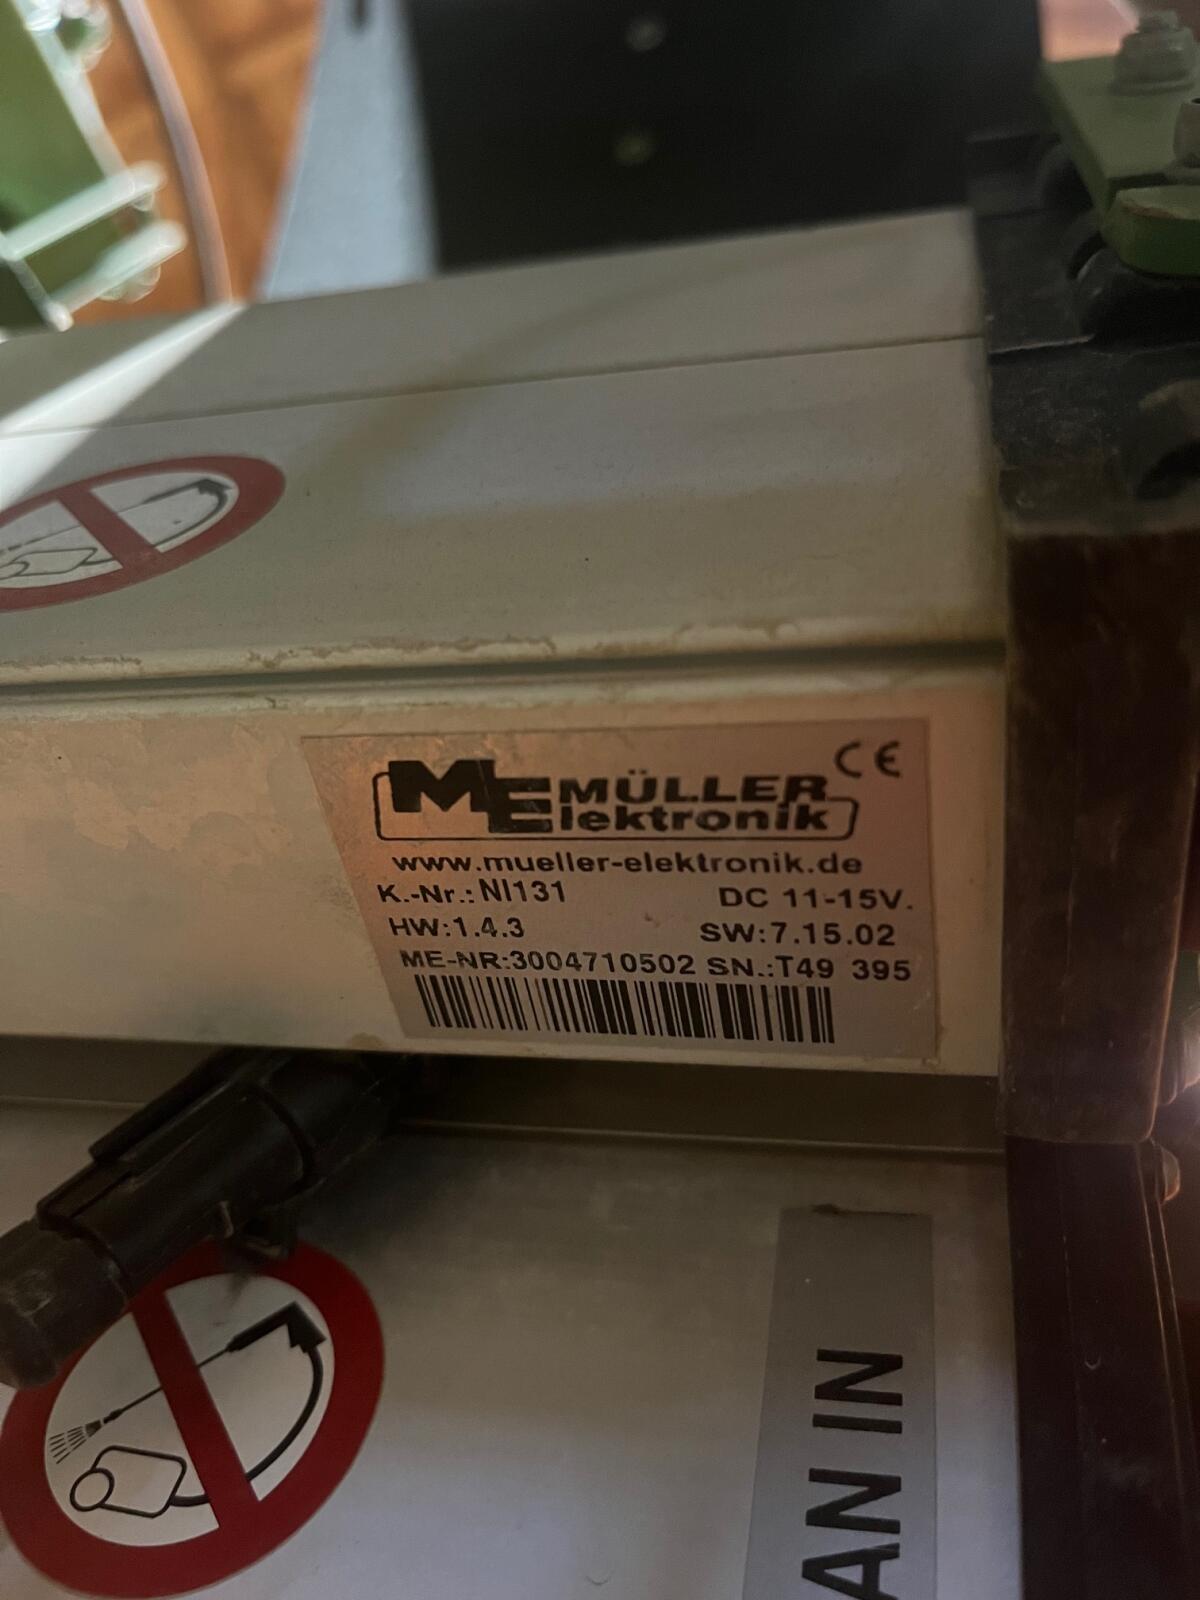 CE
ME MÜLLER
Elektronik
www.mueller-elektronik.de
K.-Nr.: NI131 DC 11-15V.
HW:1.4.3 SW:7.15.02
ME-NR:3004710502 SN.:T49 395
AN IN